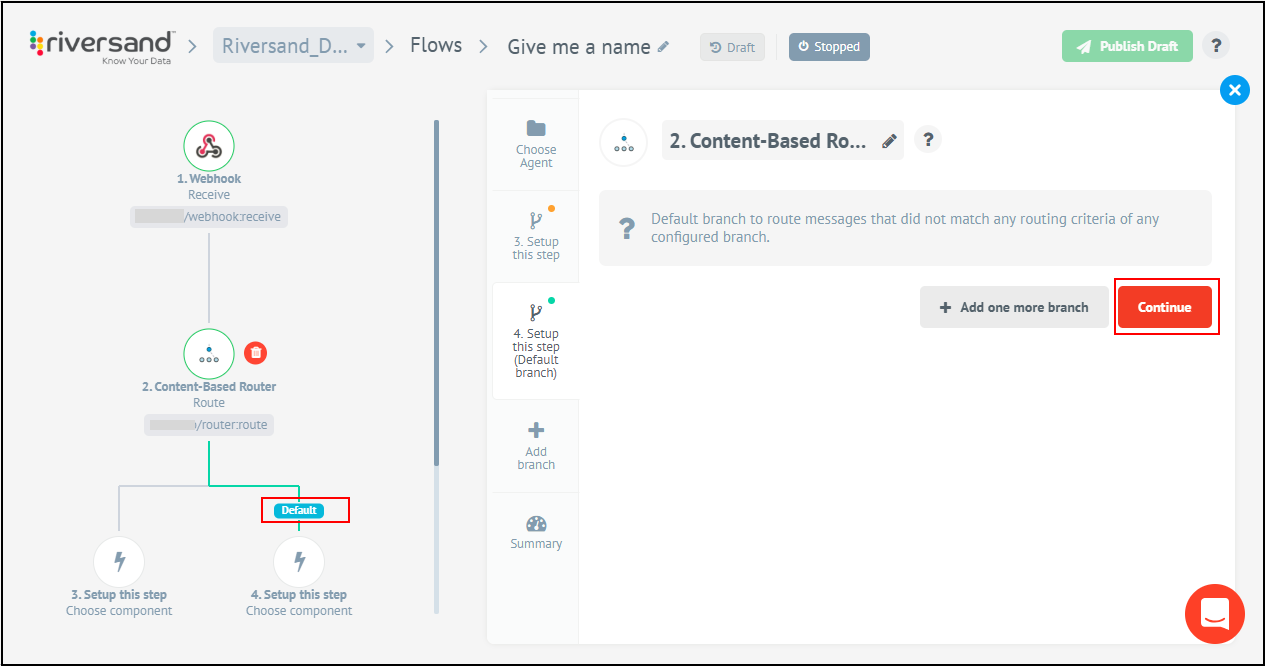 riversand
Know Your Data
Riversand_D...
Flows
Give me a name
Draft
Stopped
Publish Draft
?
1. Webhook
Receive
/webhook:receive
2. Content-Based Router
Route
/router:route
Default
3. Setup this step
Choose component
4. Setup this step
Choose component
Choose
Agent
3. Setup
this step
4. Setup
this step
(Default
branch)
Add
branch
Summary
2. Content-Based Ro...
?
?
Default branch to route messages that did not match any routing criteria of any
configured branch.
+ Add one more branch
Continue